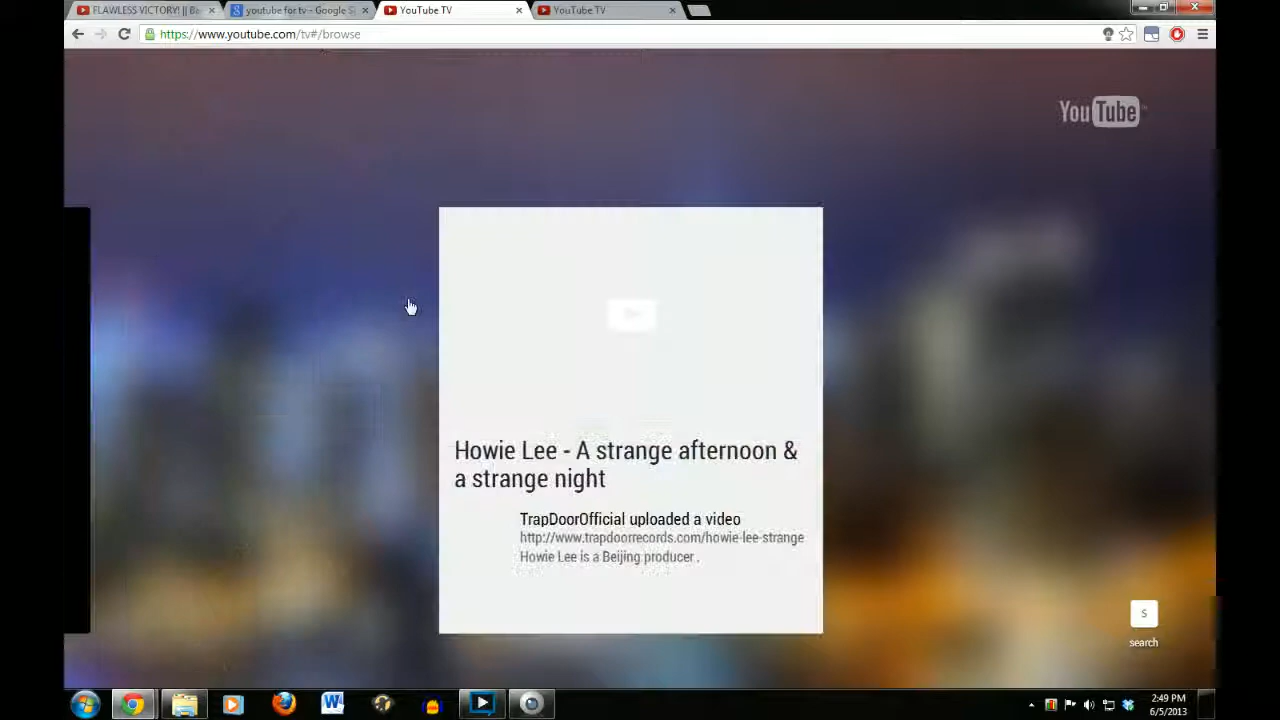 FLAWLESS VICTORY! || Ba
youtube for tv - Google S
YouTube TV
YouTube TV
https://www.youtube.com/tv#/browse
YouTube
Howie Lee - A strange afternoon &
a strange night
TrapDoorOfficial uploaded a video
http://www.trapdoorrecords.com/howie-lee-strange
Howie Lee is a Beijing producer .
S
search
2:49 PM
6/5/2013